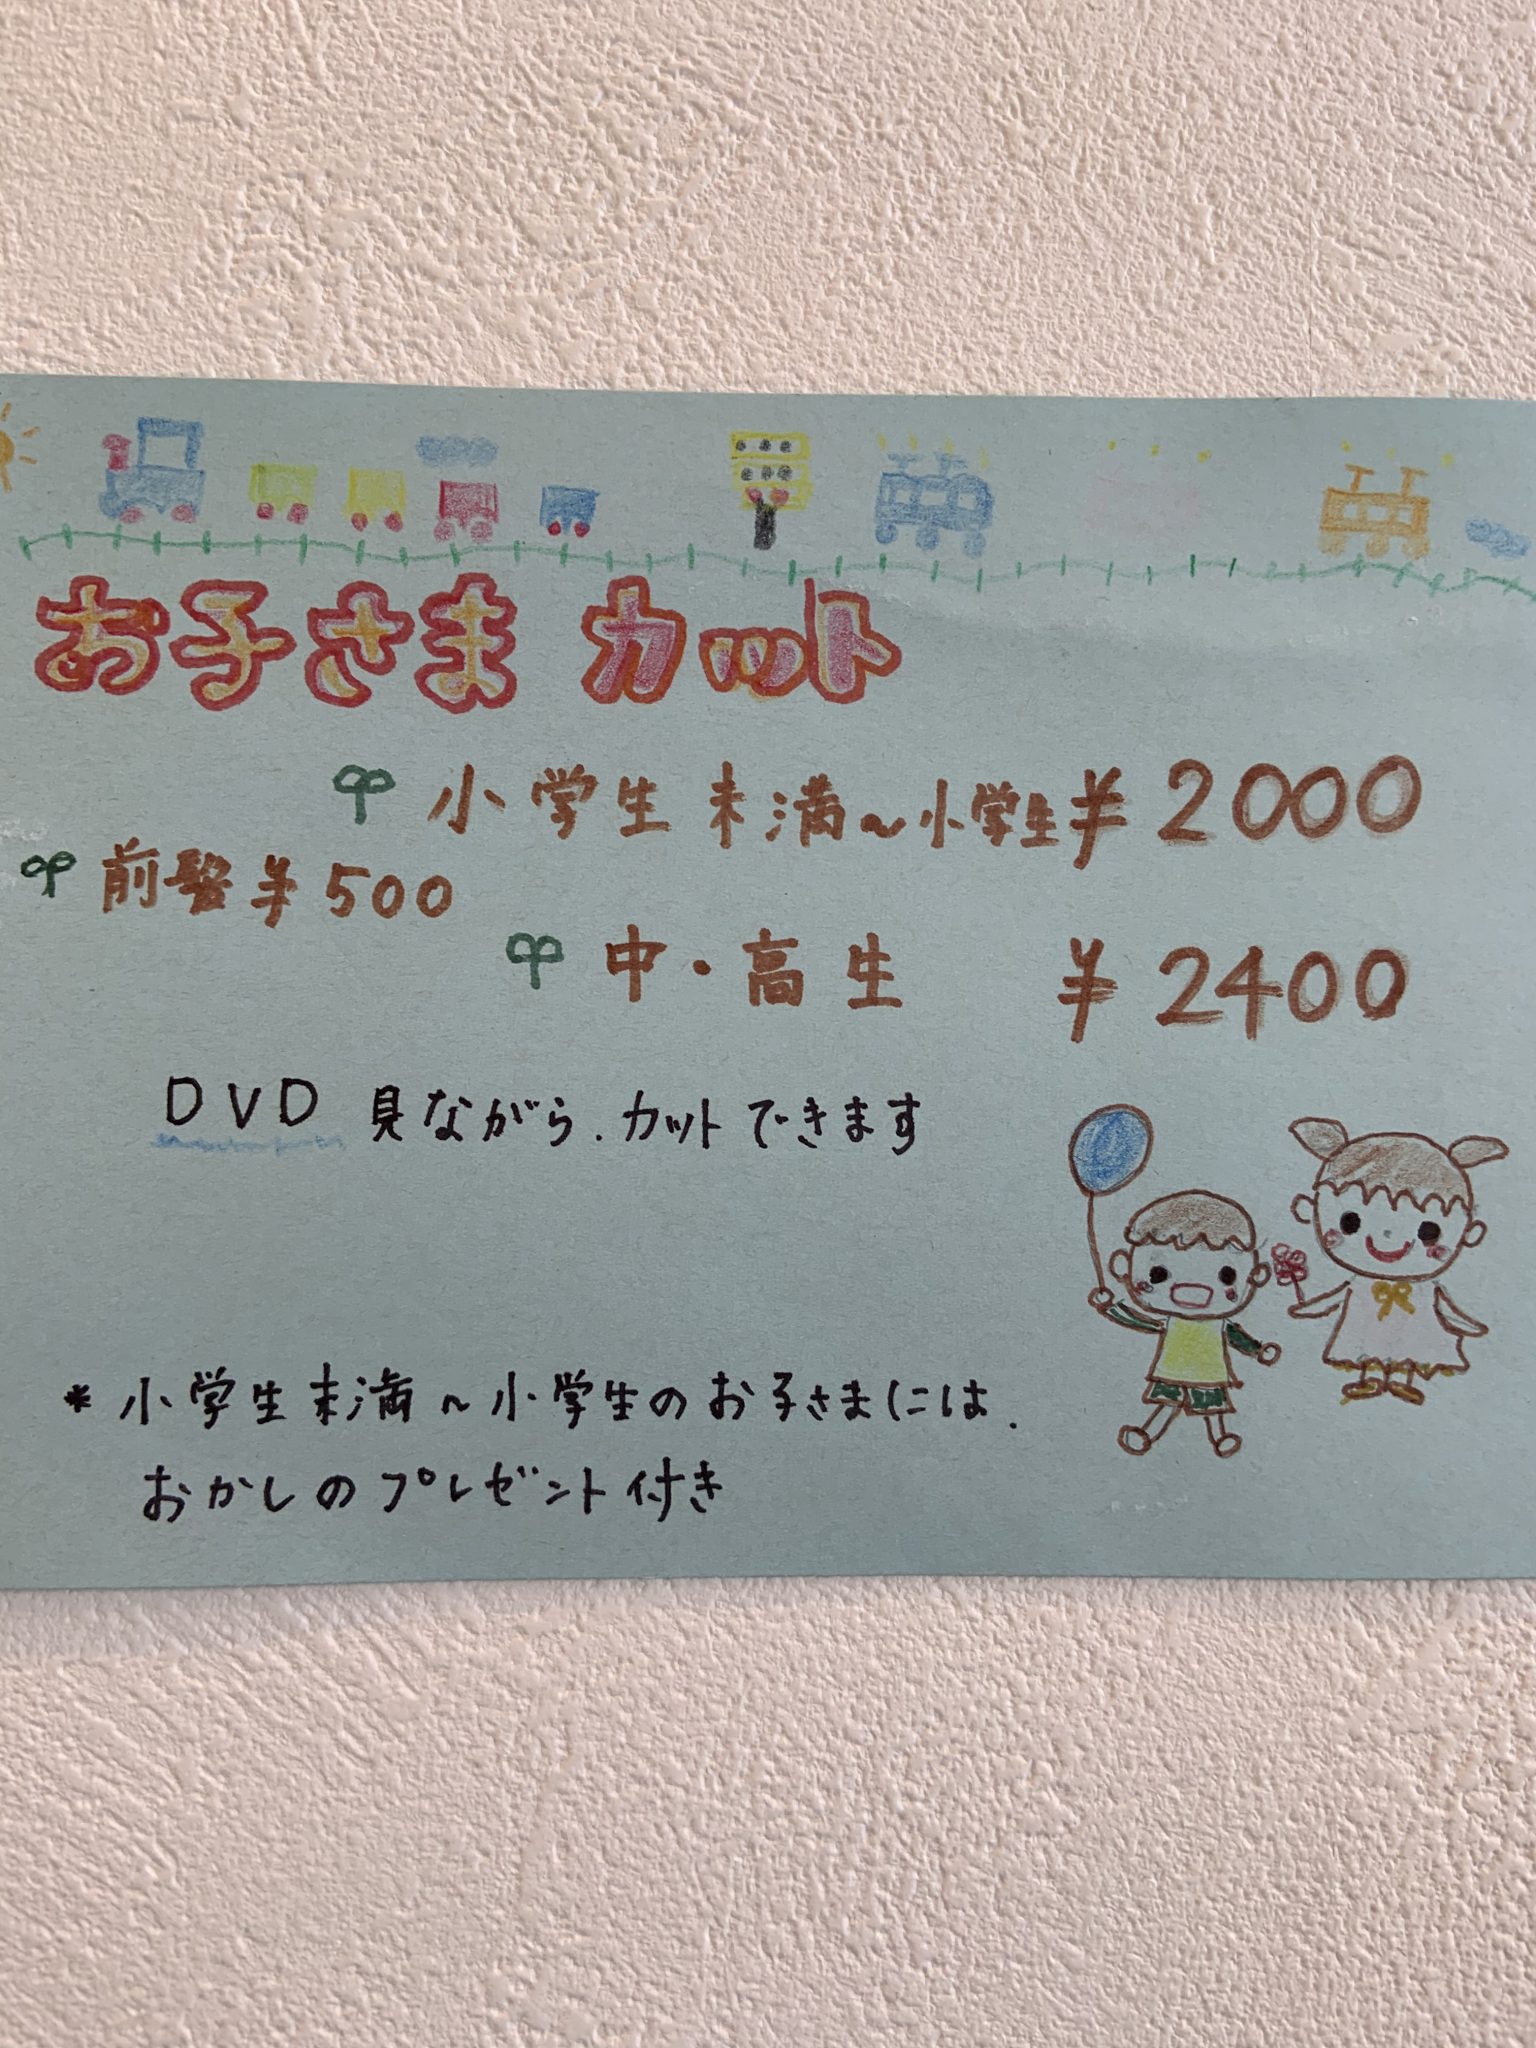 お子さま カット
小学生未満〜小学生 ¥2000
前髪 ¥500
中・高生 ¥2400
DVD 見ながら.カットできます
* 小学生未満〜小学生のお子さまには.
おかしのプレゼント付き